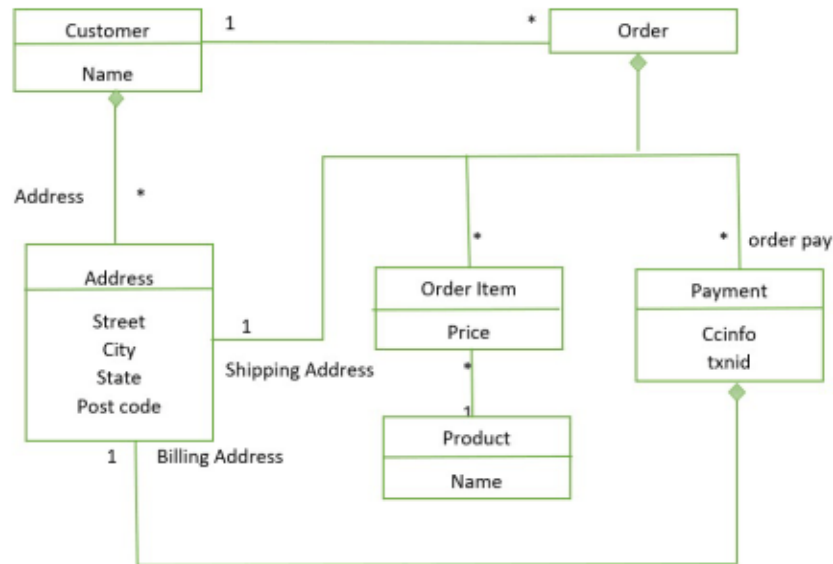 Customer
1
*
Order
Name
Address
*
*
*
order pay
Address
Order Item
Payment
Street
City
State
Post code
1
Shipping Address
Price
Ccinfo
txnid
*
1
Product
1
Billing Address
Name